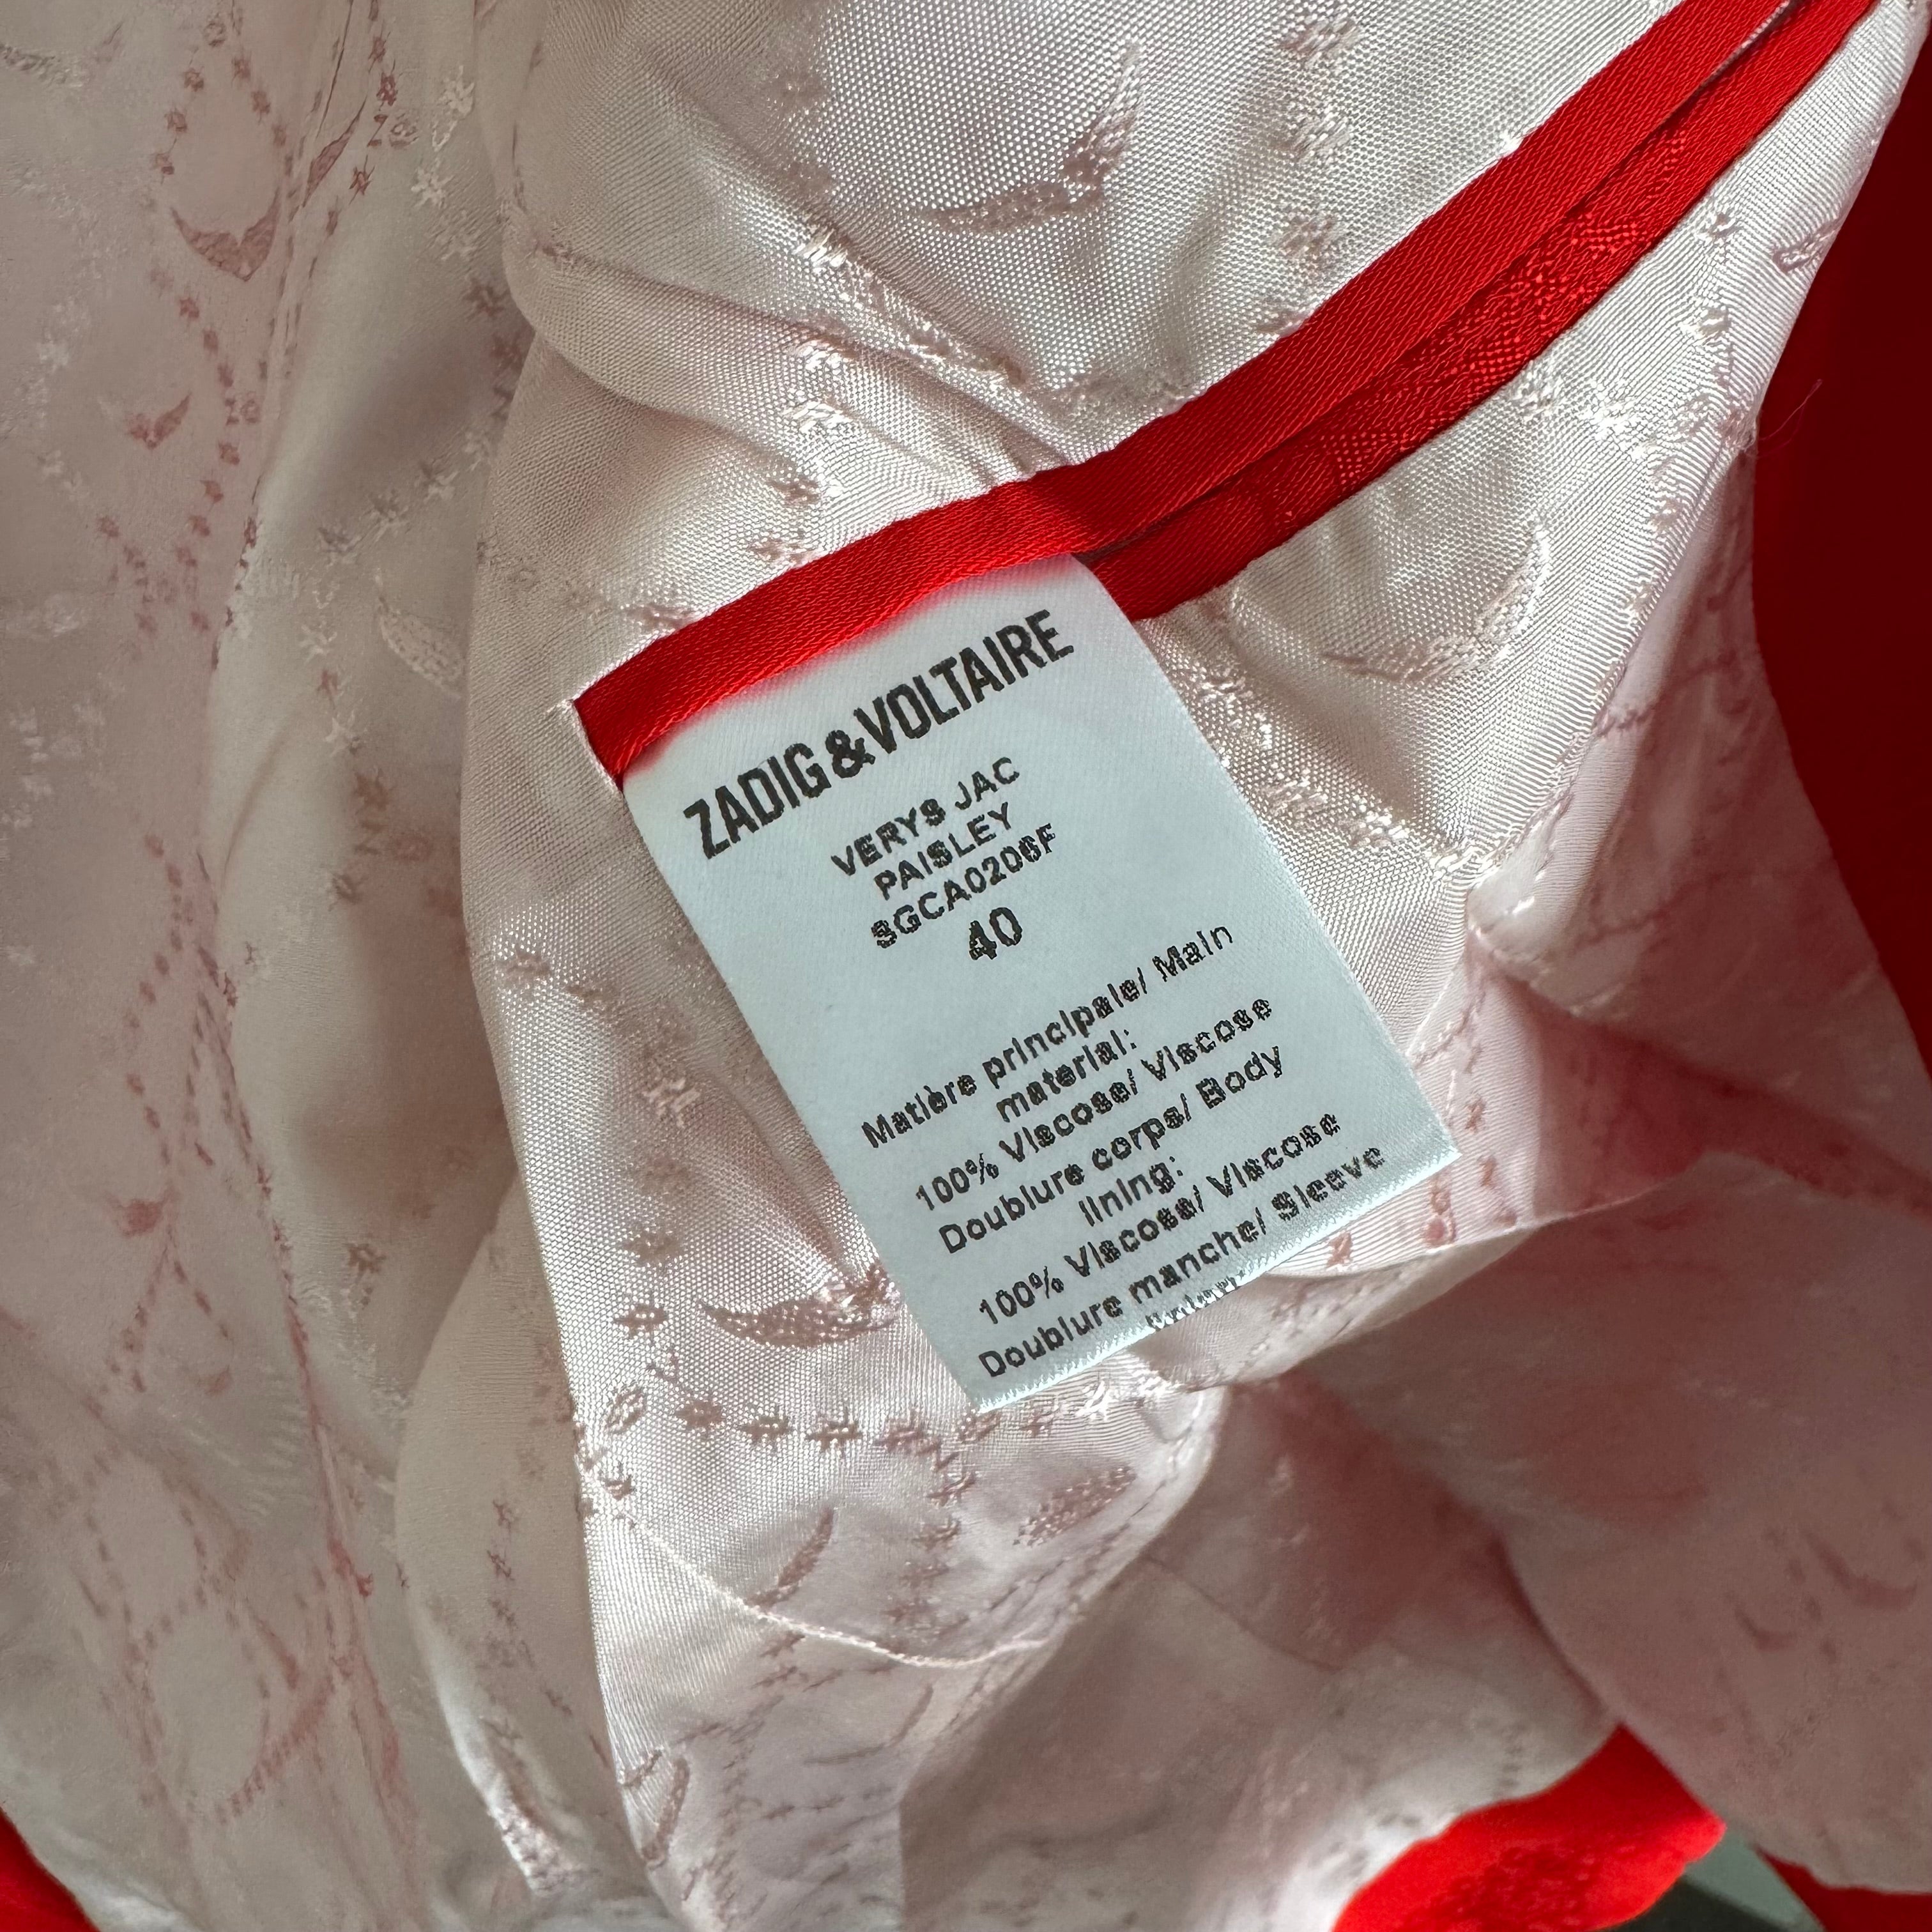 ZADIG&VOLTAIRE
VERYS JAC
PAISLEY
SGCA0206F
40
Matière principale/ Main
material:
100% Viscose/ Viscose
Doublure corps/ Body
lining:
100% Viscose/ Viscose
Doublure manche/ Sleeve